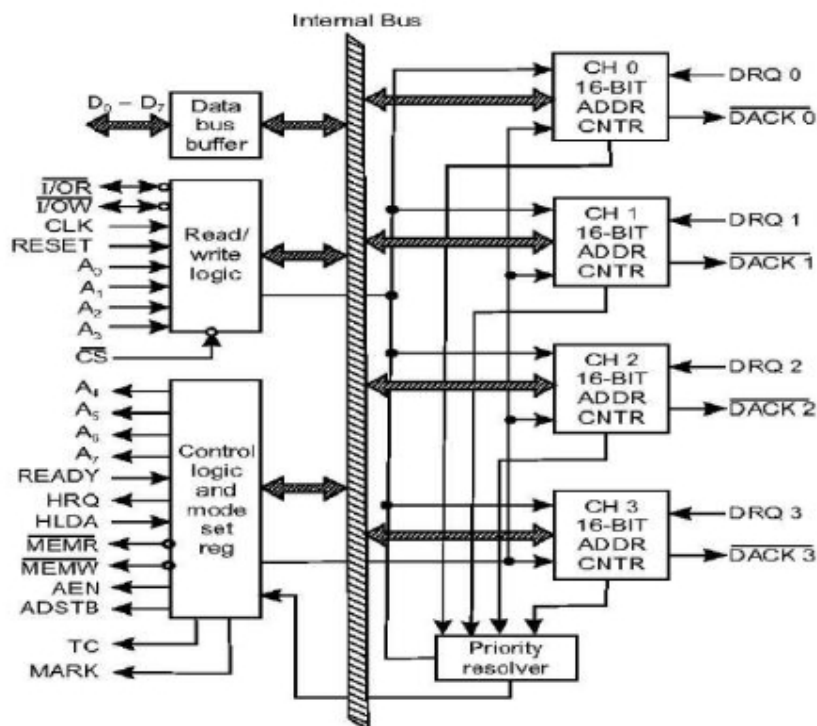 Internal Bus
D₀ – D₇
Data
bus
buffer
I/OR
I/OW
CLK
RESET
A₀
A₁
A₂
A₃
CS
Read/
write
logic
A₄
A₅
A₆
A₇
READY
HRQ
HLDA
MEMR
MEMW
AEN
ADSTB
TC
MARK
Control
logic
and
mode
set
reg
CH 0
16-BIT
ADDR
CNTR
DRQ 0
DACK 0
CH 1
16-BIT
ADDR
CNTR
DRQ 1
DACK 1
CH 2
16-BIT
ADDR
CNTR
DRQ 2
DACK 2
CH 3
16-BIT
ADDR
CNTR
DRQ 3
DACK 3
Priority
resolver